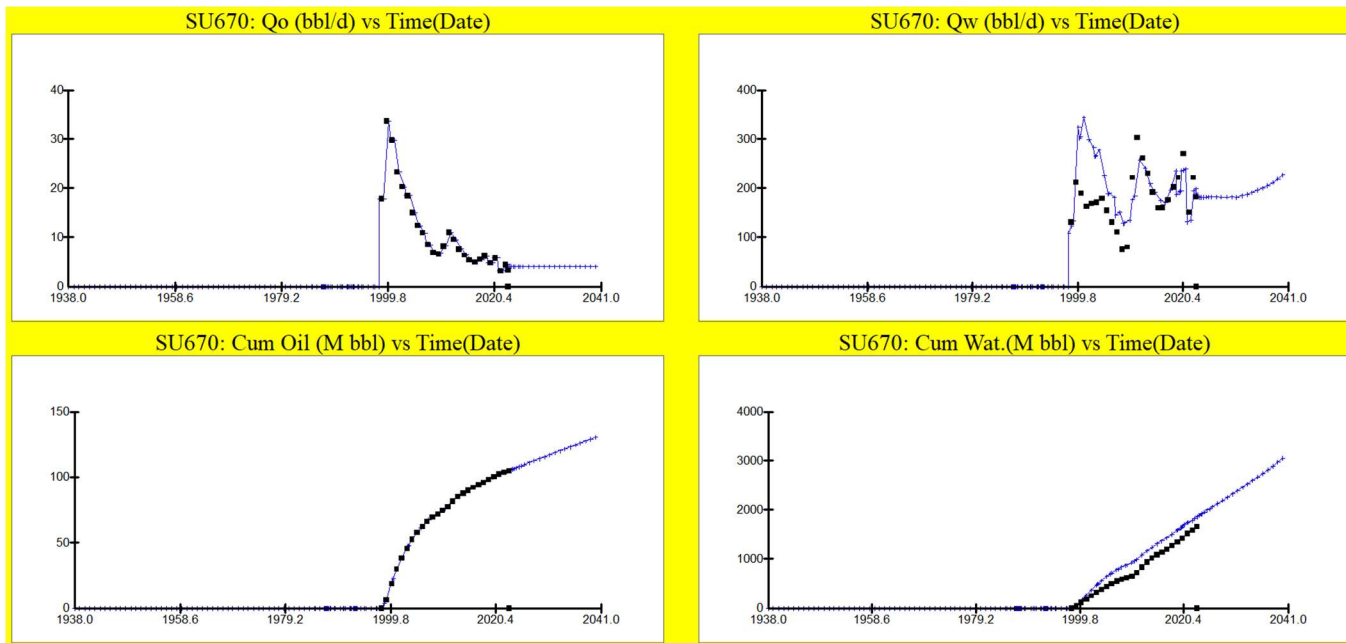 SU670: Qo (bbl/d) vs Time(Date)
40
30
20
10
0
1938.0 1958.6 1979.2 1999.8 2020.4 2041.0
SU670: Qw (bbl/d) vs Time(Date)
400
300
200
100
0
1938.0 1958.6 1979.2 1999.8 2020.4 2041.0
SU670: Cum Oil (M bbl) vs Time(Date)
150
100
50
0
1938.0 1958.6 1979.2 1999.8 2020.4 2041.0
SU670: Cum Wat.(M bbl) vs Time(Date)
4000
3000
2000
1000
0
1938.0 1958.6 1979.2 1999.8 2020.4 2041.0